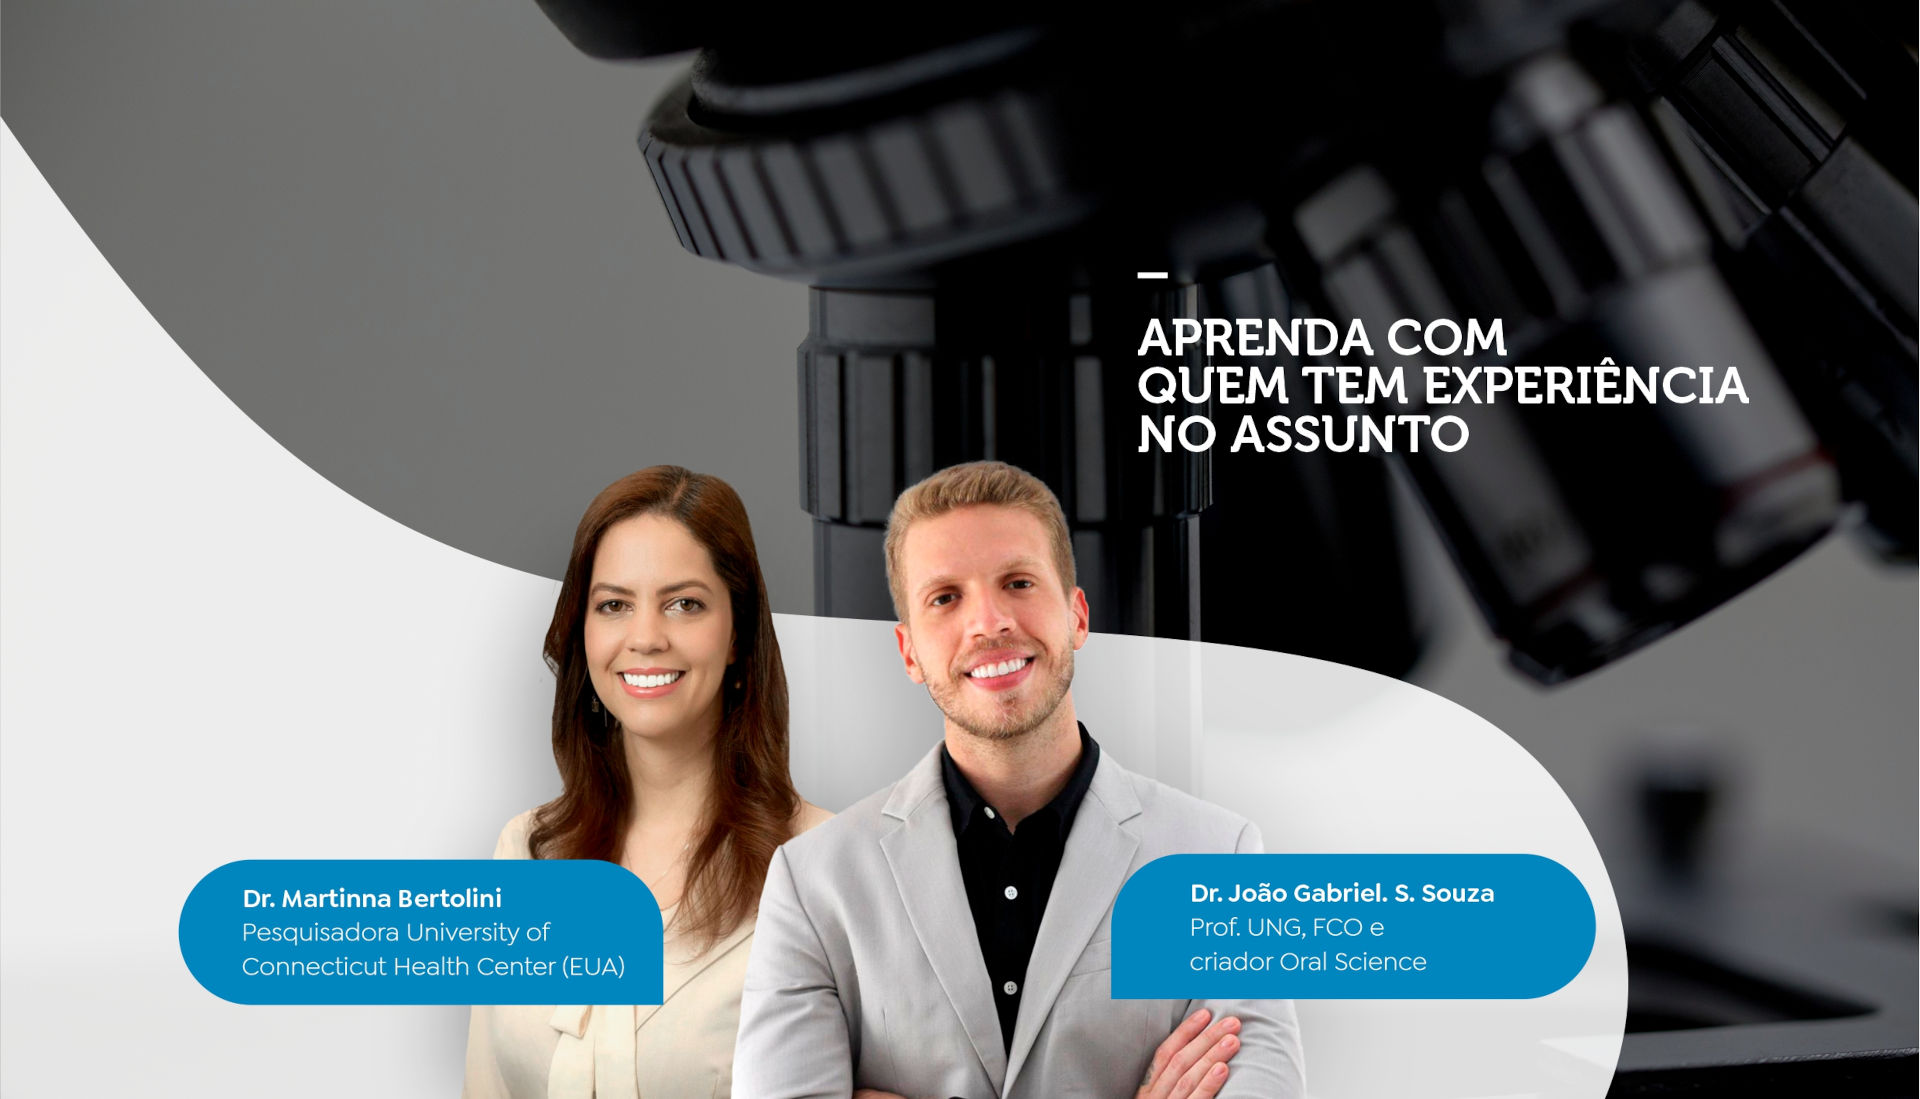 APRENDA COM
QUEM TEM EXPERIÊNCIA
NO ASSUNTO
Dr. Martinna Bertolini
Pesquisadora University of
Connecticut Health Center (EUA)
Dr. João Gabriel. S. Souza
Prof. UNG, FCO e
criador Oral Science